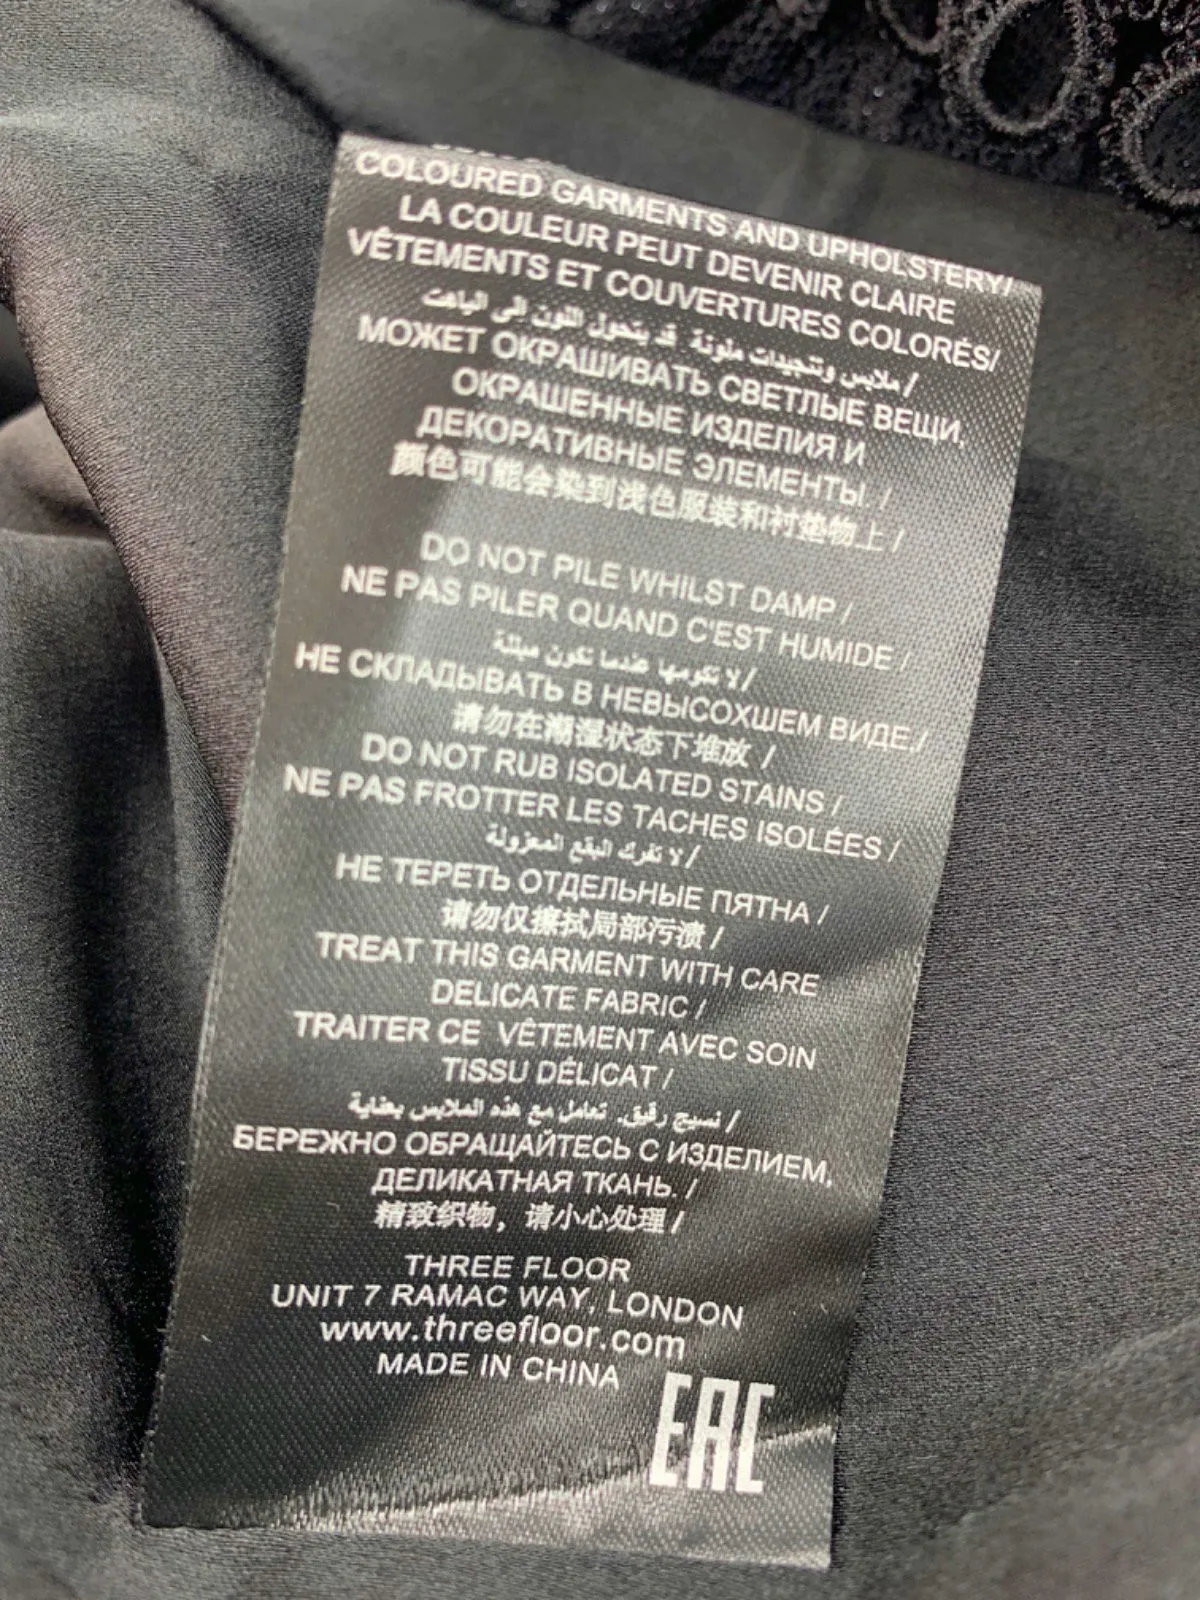 COLOURED GARMENTS AND UPHOLSTERY/
LA COULEUR PEUT DEVENIR CLAIRE
VÊTEMENTS ET COUVERTURES COLORÉS/
/ ملابس وتنجيدات ملونة قد يتحول اللون الى الباهت
МОЖЕТ ОКРАШИВАТЬ СВЕТЛЫЕ ВЕЩИ,
ОКРАШЕННЫЕ ИЗДЕЛИЯ И
ДЕКОРАТИВНЫЕ ЭЛЕМЕНТЫ. /
颜色可能会染到浅色服装和衬垫物上 /
DO NOT PILE WHILST DAMP /
NE PAS PILER QUAND C'EST HUMIDE /
/ لا تكومها عندما تكون مبتلة
НЕ СКЛАДЫВАТЬ В НЕВЫСОХШЕМ ВИДЕ./
请勿在潮湿状态下堆放 /
DO NOT RUB ISOLATED STAINS /
NE PAS FROTTER LES TACHES ISOLÉES /
/ لا تفرك البقع المعزولة
НЕ ТЕРЕТЬ ОТДЕЛЬНЫЕ ПЯТНА /
请勿仅擦拭局部污渍 /
TREAT THIS GARMENT WITH CARE
DELICATE FABRIC /
TRAITER CE VÊTEMENT AVEC SOIN
TISSU DÉLICAT /
/ نسيج رقيق. تعامل مع هذه الملابس بعناية
БЕРЕЖНО ОБРАЩАЙТЕСЬ С ИЗДЕЛИЕМ,
ДЕЛИКАТНАЯ ТКАНЬ. /
精致织物，请小心处理 /
THREE FLOOR
UNIT 7 RAMAC WAY, LONDON
www.threefloor.com
MADE IN CHINA
EAC